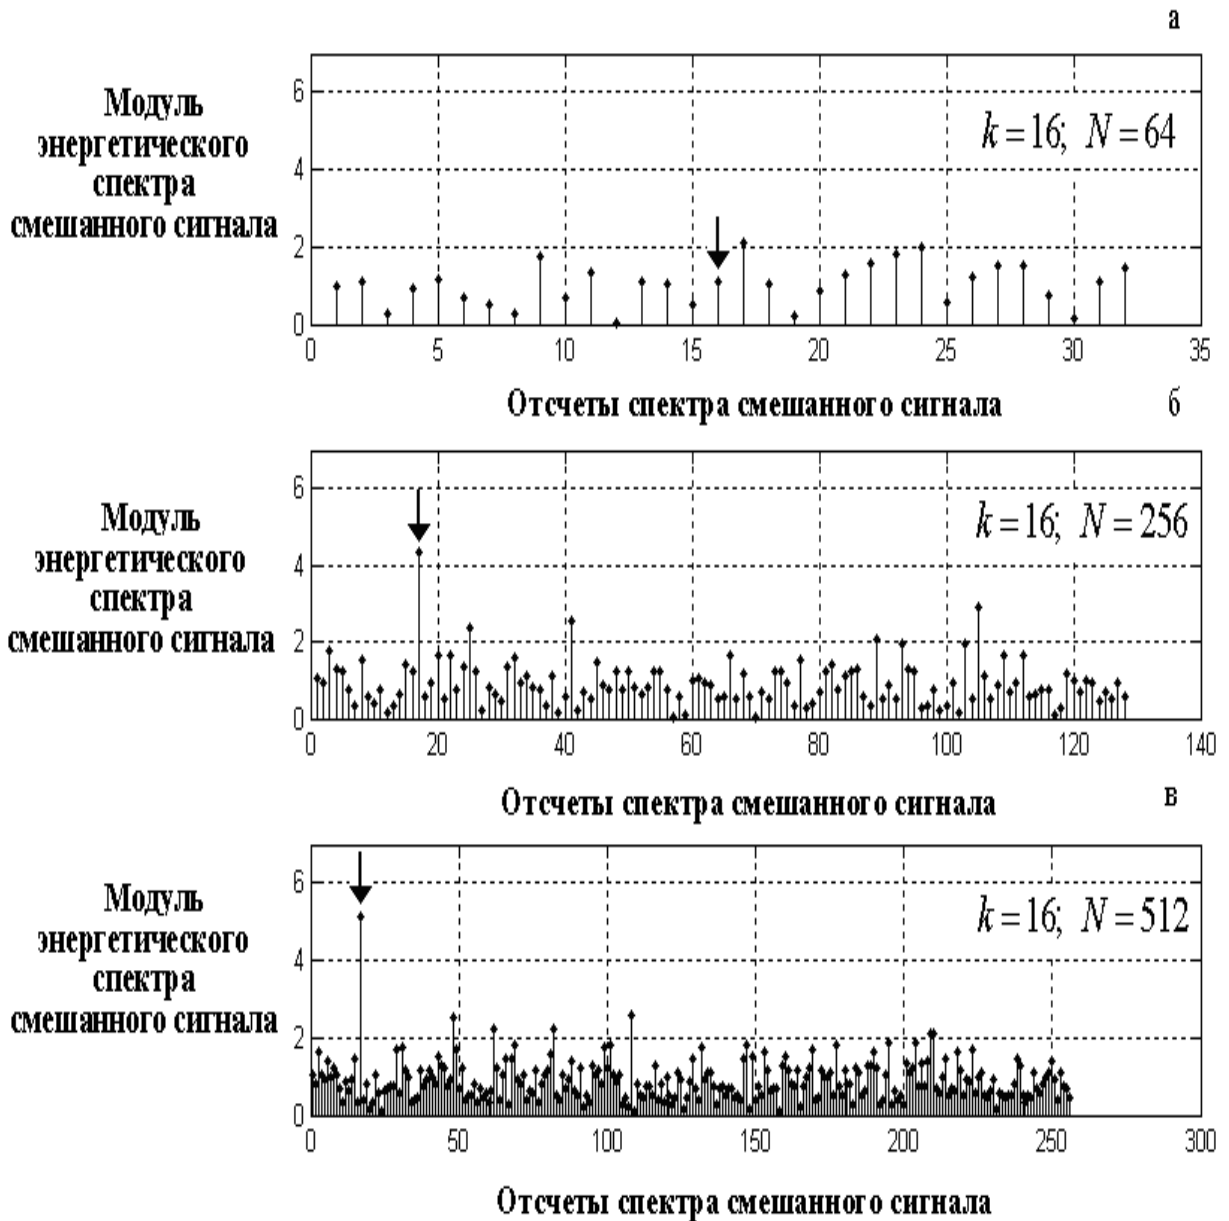 а
Модуль
энергетического
спектра
смешанного сигнала
6
4
2
0
k = 16; N = 64
0 5 10 15 20 25 30 35
Отсчеты спектра смешанного сигнала
б
Модуль
энергетического
спектра
смешанного сигнала
6
4
2
0
k = 16; N = 256
0 20 40 60 80 100 120 140
Отсчеты спектра смешанного сигнала
в
Модуль
энергетического
спектра
смешанного сигнала
6
4
2
0
k = 16; N = 512
0 50 100 150 200 250 300
Отсчеты спектра смешанного сигнала